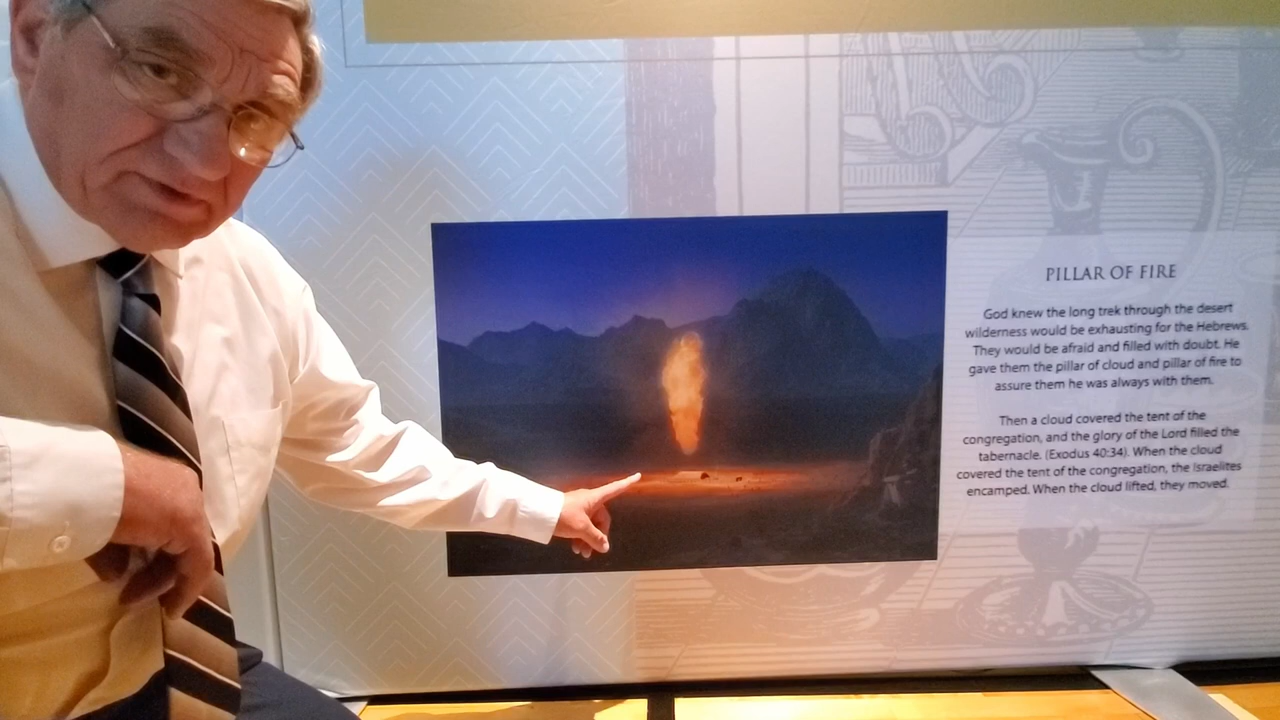 PILLAR OF FIRE
God knew the long trek through the desert
wilderness would be exhausting for the Hebrews.
They would be afraid and filled with doubt. He
gave them the pillar of cloud and pillar of fire to
assure them he was always with them.
Then a cloud covered the tent of the
congregation, and the glory of the Lord filled the
tabernacle. (Exodus 40:34). When the cloud
covered the tent of the congregation, the Israelites
encamped. When the cloud lifted, they moved.